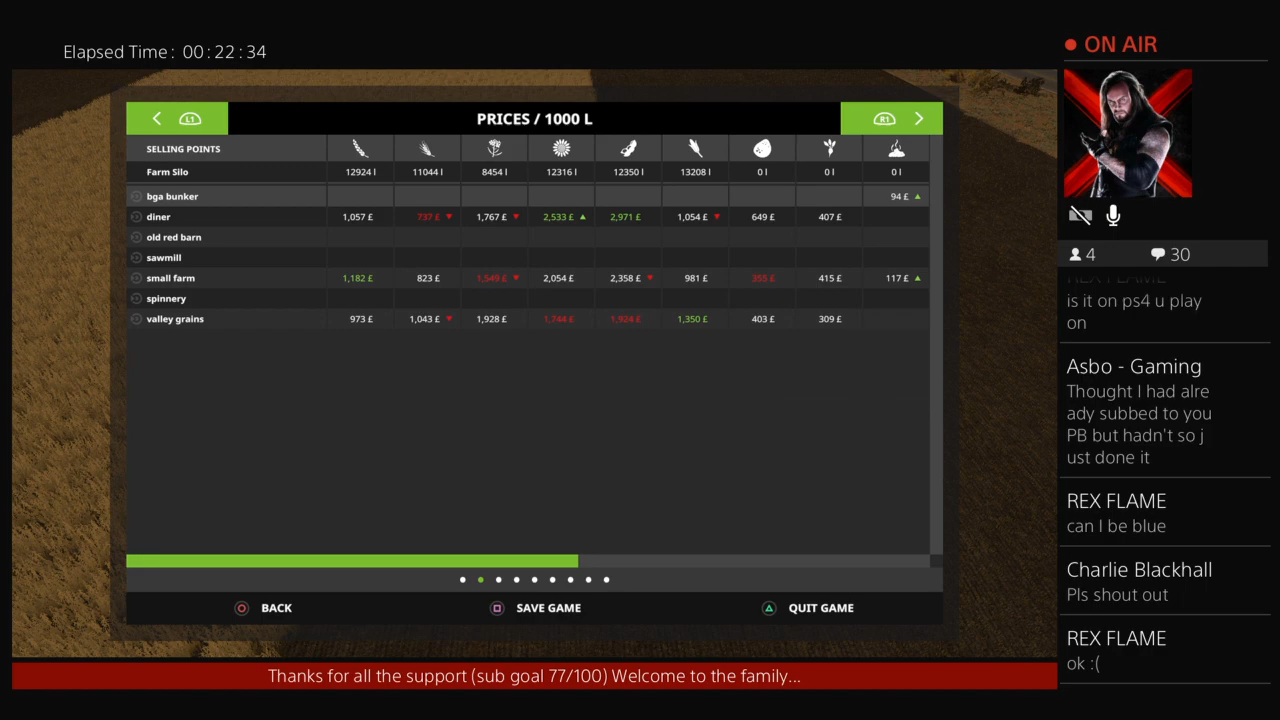 Elapsed Time: 00:22:34
ON AIR
L1 PRICES / 1000 L R1
SELLING POINTS
Farm Silo 12924 l 11044 l 8454 l 12316 l 12350 l 13208 l 0 l 0 l 0 l
bga bunker 94 £
diner 1,057 £ 737 £ 1,767 £ 2,533 £ 2,971 £ 1,054 £ 649 £ 407 £
old red barn
sawmill
small farm 1,182 £ 823 £ 1,549 £ 2,054 £ 2,358 £ 981 £ 355 £ 415 £ 117 £
spinnery
valley grains 973 £ 1,043 £ 1,928 £ 1,744 £ 1,924 £ 1,350 £ 403 £ 309 £
BACK SAVE GAME QUIT GAME
Thanks for all the support (sub goal 77/100) Welcome to the family...
4 30
REX FLAME
is it on ps4 u play
on
Asbo - Gaming
Thought I had alre
ady subbed to you
PB but hadn't so j
ust done it
REX FLAME
can I be blue
Charlie Blackhall
Pls shout out
REX FLAME
ok :(